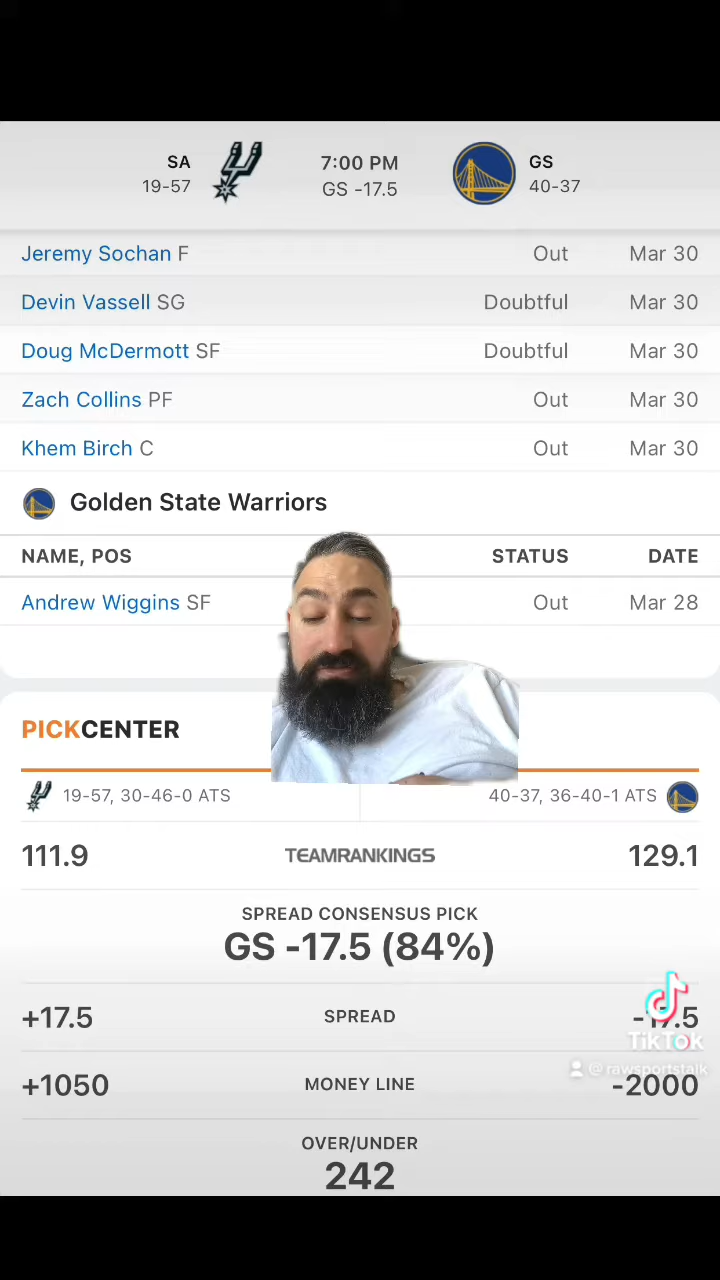 SA 7:00 PM GS
19-57 GS -17.5 40-37
Jeremy Sochan F Out Mar 30
Devin Vassell SG Doubtful Mar 30
Doug McDermott SF Doubtful Mar 30
Zach Collins PF Out Mar 30
Khem Birch C Out Mar 30
Golden State Warriors
NAME, POS STATUS DATE
Andrew Wiggins SF Out Mar 28
PICKCENTER
19-57, 30-46-0 ATS 40-37, 36-40-1 ATS
111.9 TEAMRANKINGS 129.1
SPREAD CONSENSUS PICK
GS -17.5 (84%)
+17.5 SPREAD -17.5
TikTok
@rawsportstalk
+1050 MONEY LINE -2000
OVER/UNDER
242